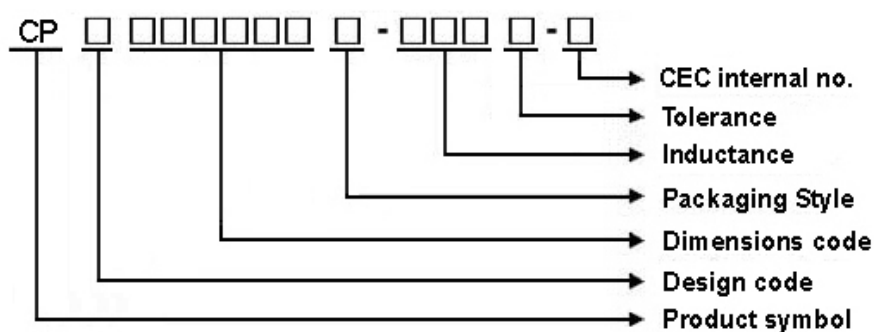 CP □ □□□□□□ □ - □□□ □ - □
CEC internal no.
Tolerance
Inductance
Packaging Style
Dimensions code
Design code
Product symbol